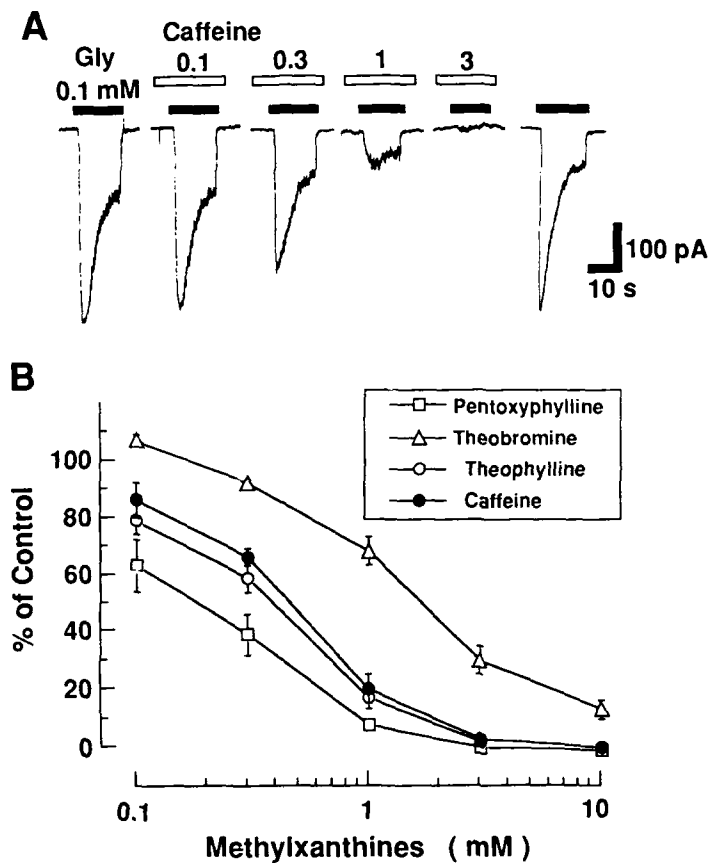 A
Caffeine
Gly 0.1 0.3 1 3
0.1 mM
100 pA
10 s
B
Pentoxyphylline
Theobromine
Theophylline
Caffeine
% of Control
100
80
60
40
20
0
0.1 1 10
Methylxanthines ( mM )